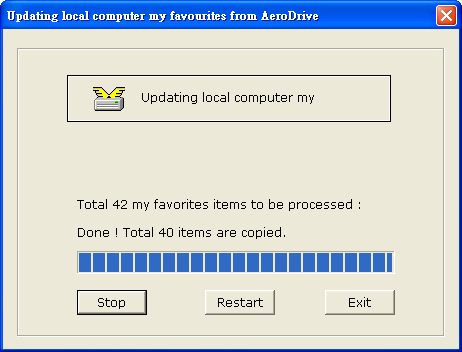 Updating local computer my favourites from AeroDrive
Updating local computer my
Total 42 my favorites items to be processed :
Done ! Total 40 items are copied.
Stop
Restart
Exit